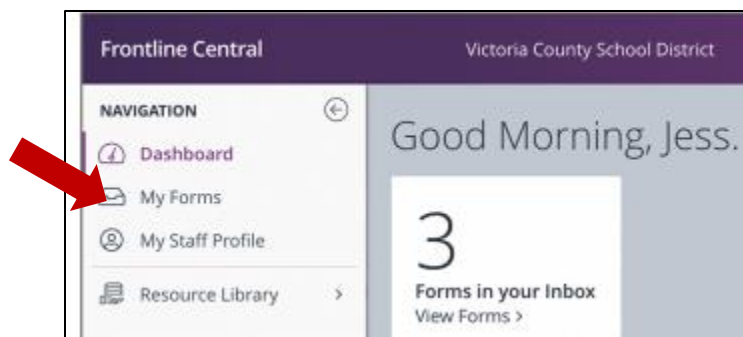 Frontline Central
Victoria County School District
NAVIGATION
Dashboard
My Forms
My Staff Profile
Resource Library
Good Morning, Jess.
3
Forms in your Inbox
View Forms >